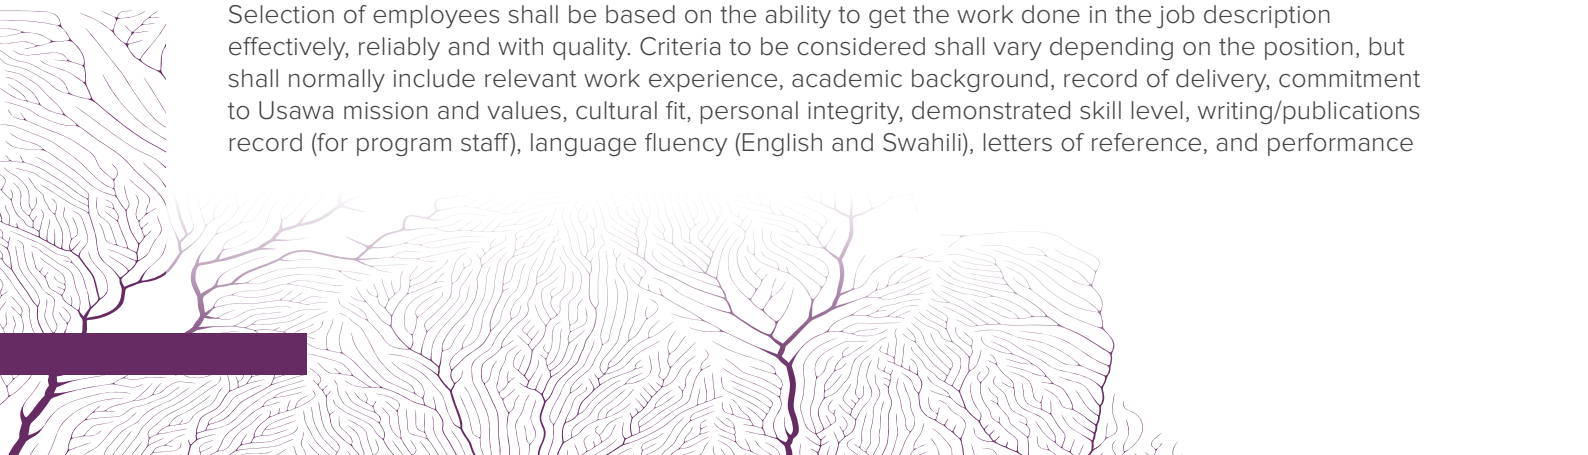 Selection of employees shall be based on the ability to get the work done in the job description
effectively, reliably and with quality. Criteria to be considered shall vary depending on the position, but
shall normally include relevant work experience, academic background, record of delivery, commitment
to Usawa mission and values, cultural fit, personal integrity, demonstrated skill level, writing/publications
record (for program staff), language fluency (English and Swahili), letters of reference, and performance